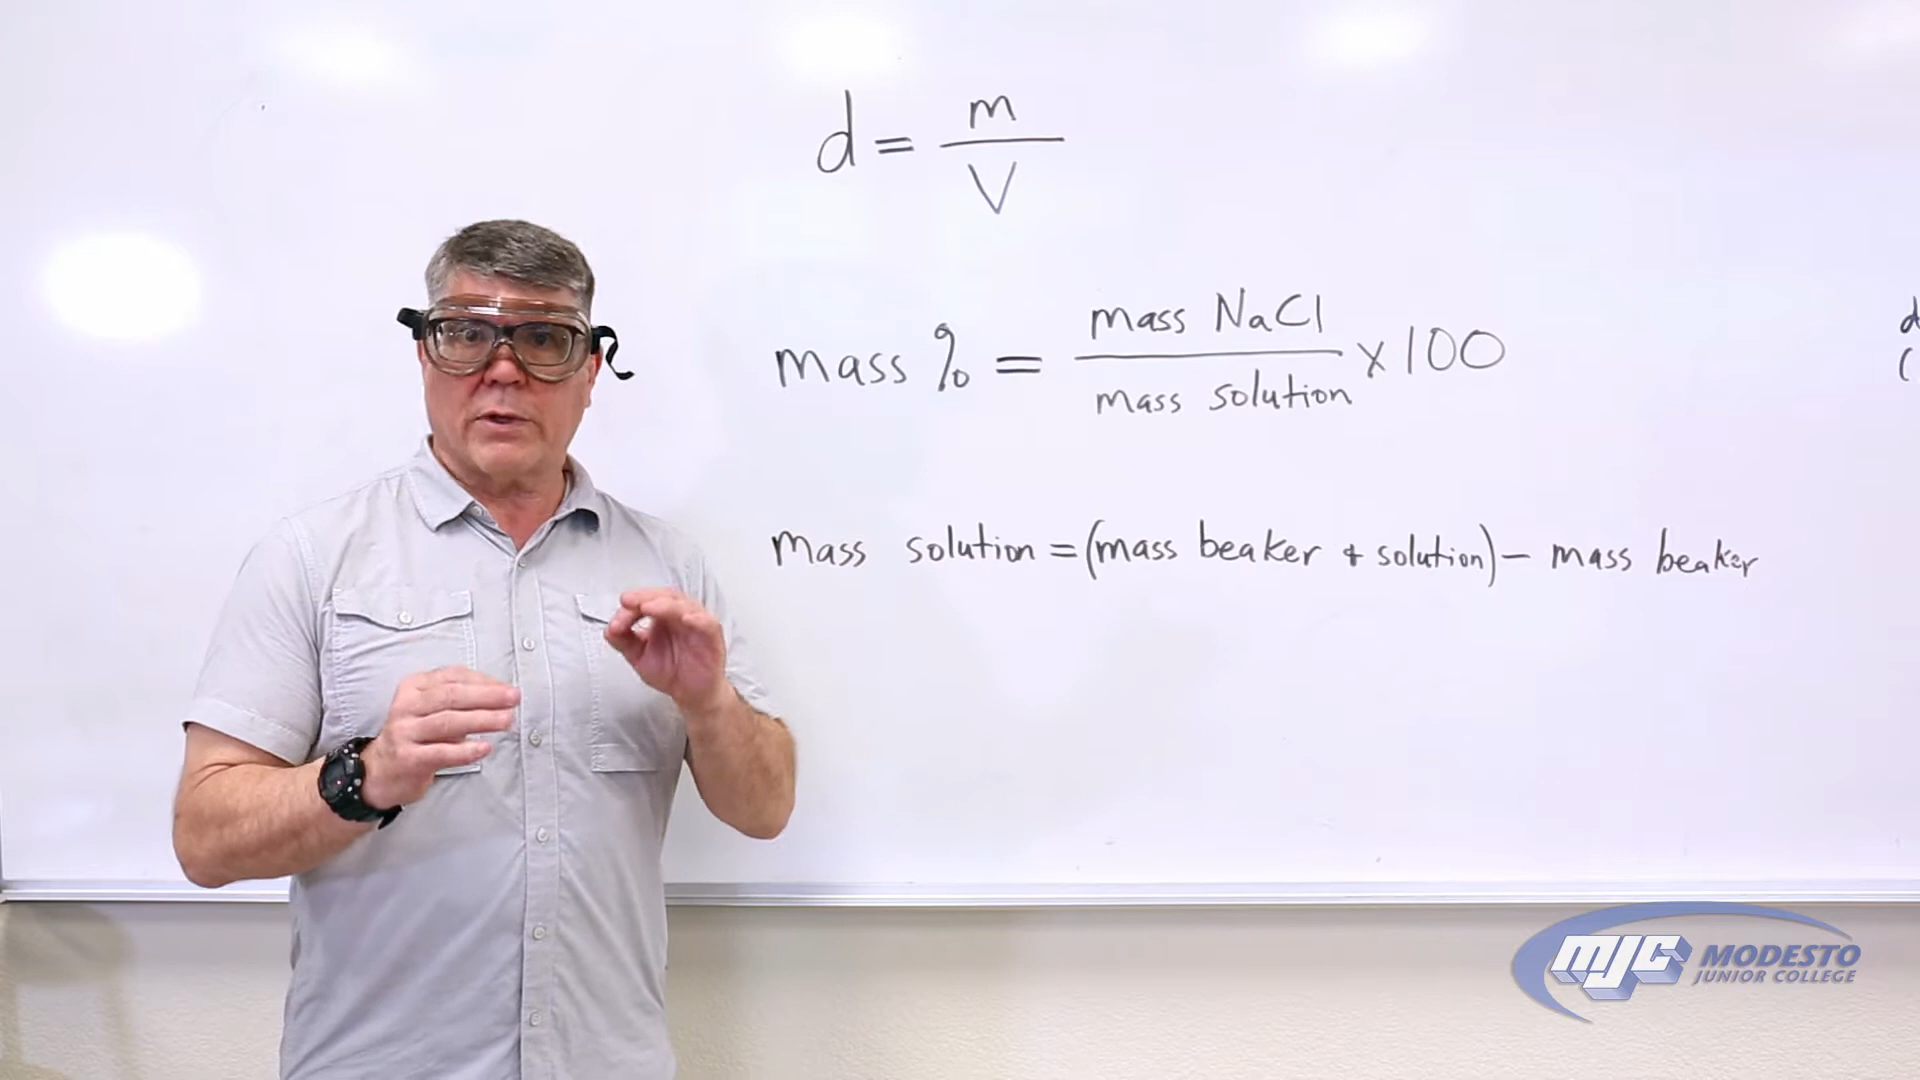 d = m / V
mass % = mass NaCl / mass solution x 100
mass solution = (mass beaker + solution) - mass beaker
d
(
MJC MODESTO
JUNIOR COLLEGE